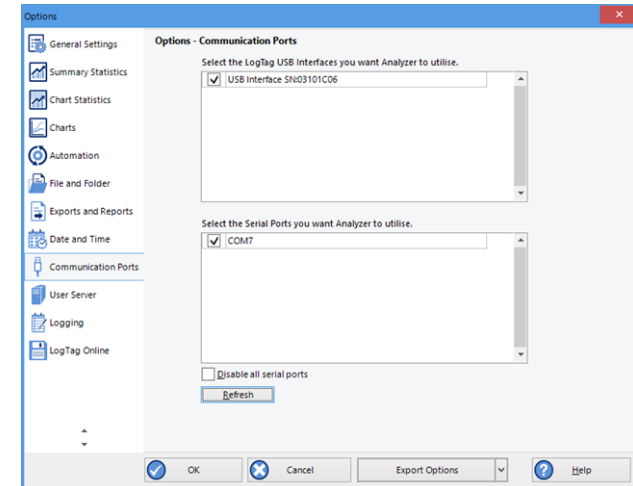 Options
General Settings
Summary Statistics
Chart Statistics
Charts
Automation
File and Folder
Exports and Reports
Date and Time
Communication Ports
User Server
Logging
LogTag Online
Options - Communication Ports
Select the LogTag USB Interfaces you want Analyzer to utilise.
USB Interface SN:03101C06
Select the Serial Ports you want Analyzer to utilise.
COM7
Disable all serial ports
Refresh
OK
Cancel
Export Options
Help